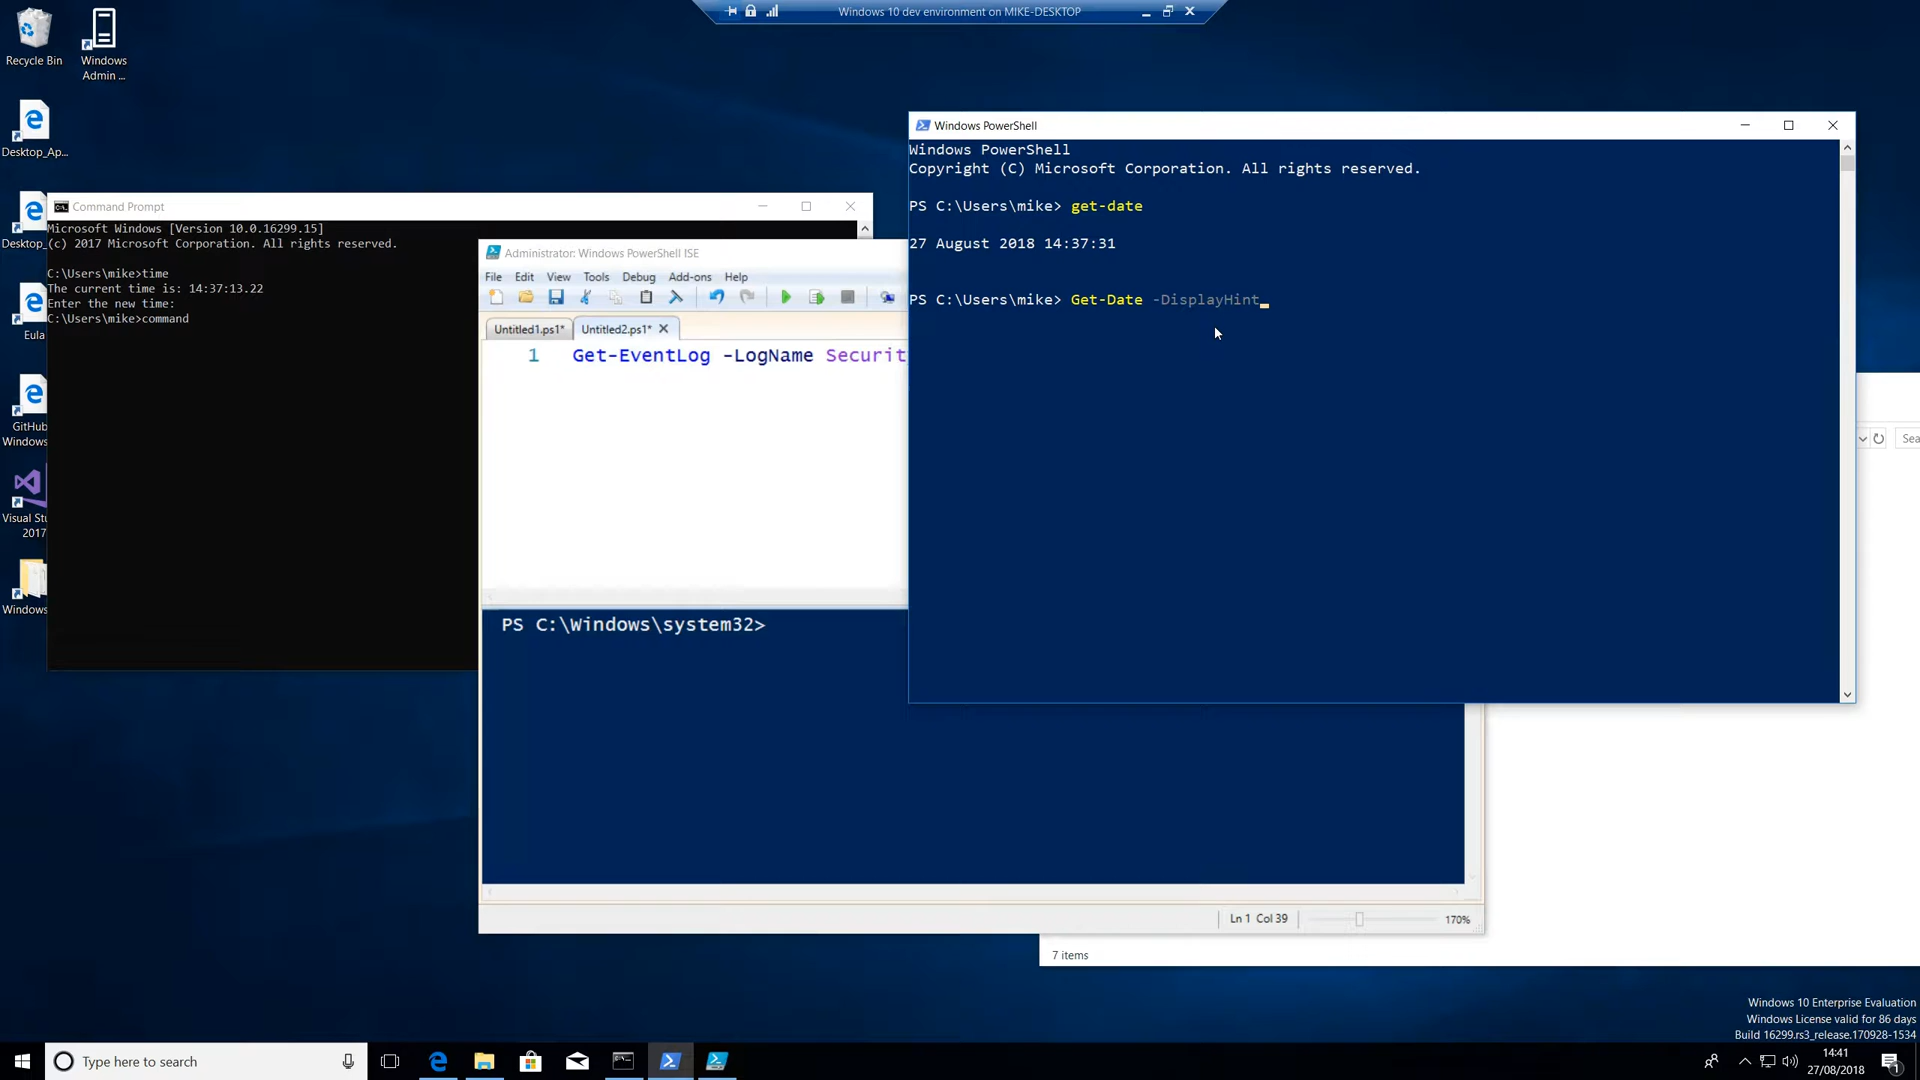 Windows 10 dev environment on MIKE-DESKTOP
Recycle Bin
Windows
Admin ...
Desktop_Ap...
Desktop_
Eula
GitHub
Windows
Visual Stu
2017
Windows
Command Prompt
Microsoft Windows [Version 10.0.16299.15]
(c) 2017 Microsoft Corporation. All rights reserved.
C:\Users\mike>time
The current time is: 14:37:13.22
Enter the new time:
C:\Users\mike>command
Administrator: Windows PowerShell ISE
File Edit View Tools Debug Add-ons Help
Untitled1.ps1* Untitled2.ps1*
1 Get-EventLog -LogName Securit
PS C:\Windows\system32>
Ln 1 Col 39 170%
Windows PowerShell
Windows PowerShell
Copyright (C) Microsoft Corporation. All rights reserved.
PS C:\Users\mike> get-date
27 August 2018 14:37:31
PS C:\Users\mike> Get-Date -DisplayHint_
Sea
7 items
Windows 10 Enterprise Evaluation
Windows License valid for 86 days
Build 16299.rs3_release.170928-1534
Type here to search
14:41
27/08/2018
1